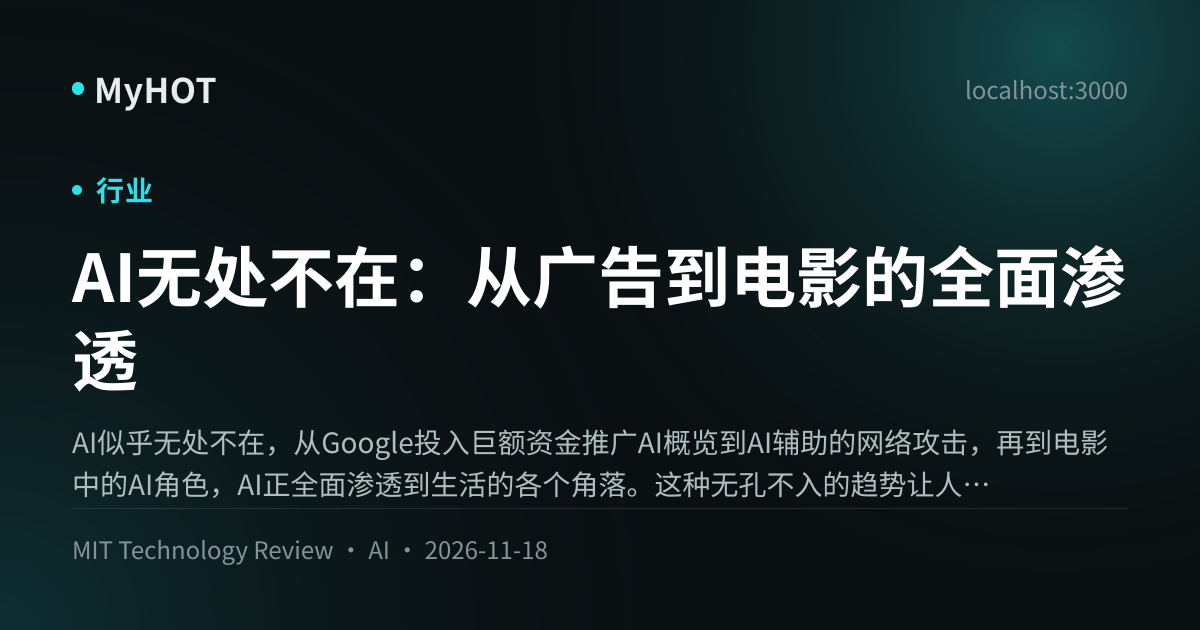 MyHOT
localhost:3000
行业
AI无处不在：从广告到电影的全面渗
透
AI似乎无处不在，从Google投入巨额资金推广AI概览到AI辅助的网络攻击，再到电影
中的AI角色，AI正全面渗透到生活的各个角落。这种无孔不入的趋势让人…
MIT Technology Review · AI · 2026-11-18